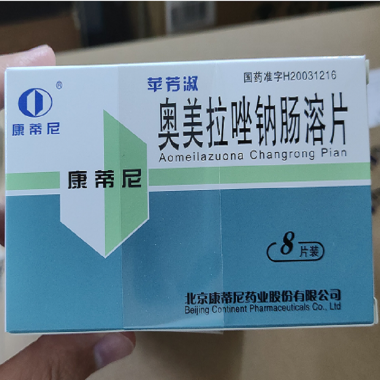 苹芳淑
国药准字H20031216
康蒂尼
®
奥美拉唑钠肠溶片
Aomeilazuona Changrong Pian
康蒂尼
8片装
北京康蒂尼药业股份有限公司
Beijing Continent Pharmaceuticals Co., Ltd